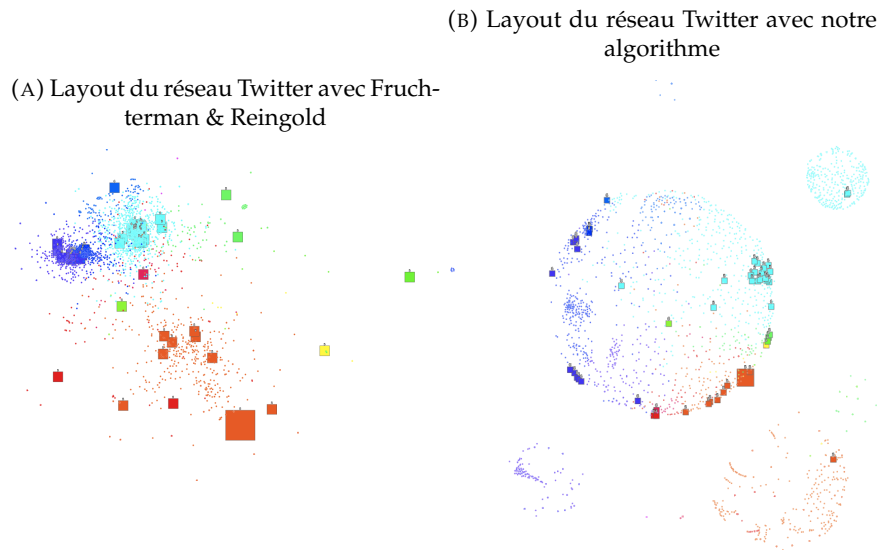 (A) Layout du réseau Twitter avec Fruch-
terman & Reingold
(B) Layout du réseau Twitter avec notre
algorithme